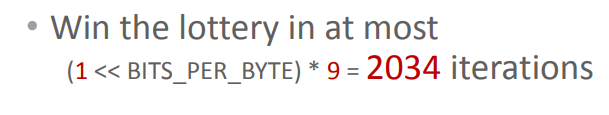 • Win the lottery in at most
(1 << BITS_PER_BYTE) * 9 = 2034 iterations